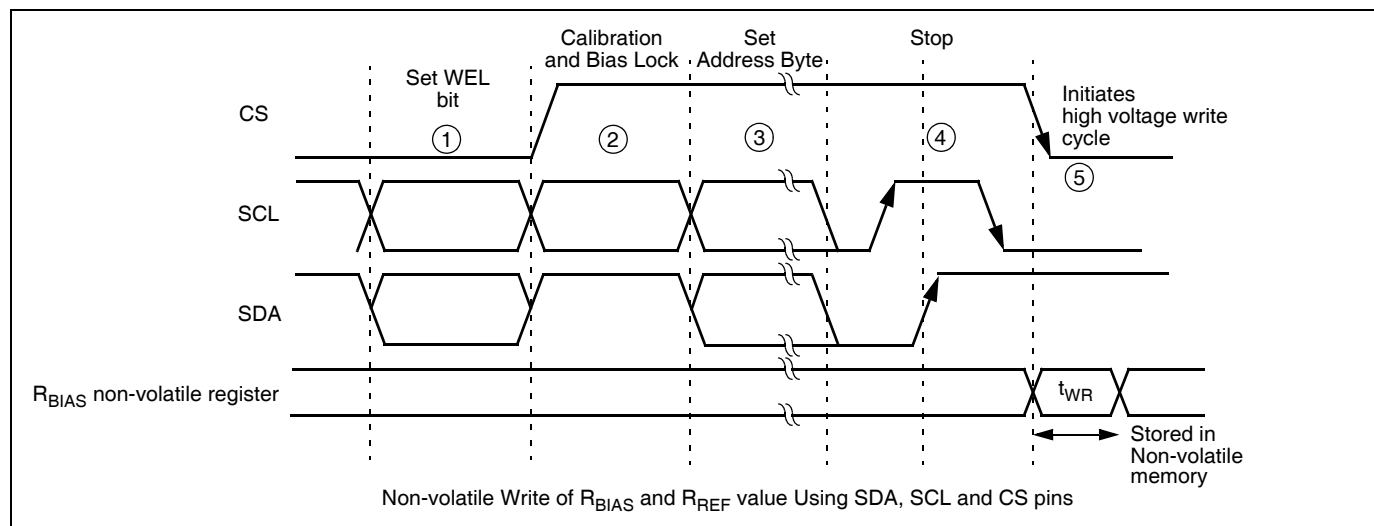 Calibration
and Bias Lock
Set
Address Byte
Stop
Set WEL
bit
CS
1
2
3
4
Initiates
high voltage write
cycle
5
SCL
SDA
RBIAS non-volatile register
tWR
Stored in
Non-volatile
memory
Non-volatile Write of RBIAS and RREF value Using SDA, SCL and CS pins